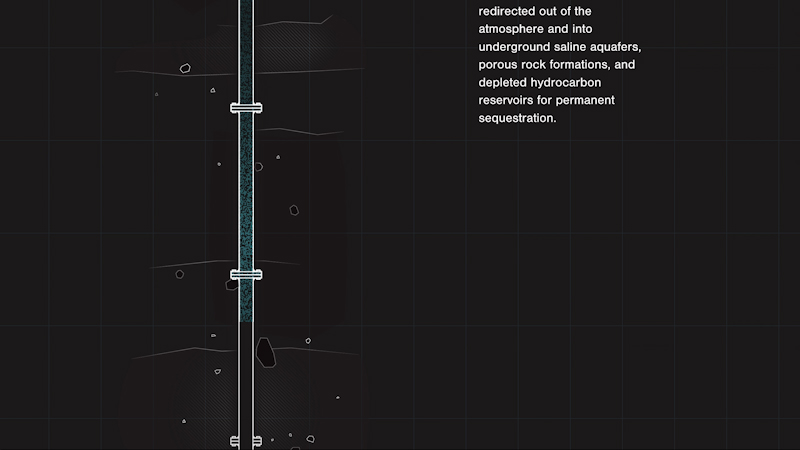 redirected out of the
atmosphere and into
underground saline aquafers,
porous rock formations, and
depleted hydrocarbon
reservoirs for permanent
sequestration.